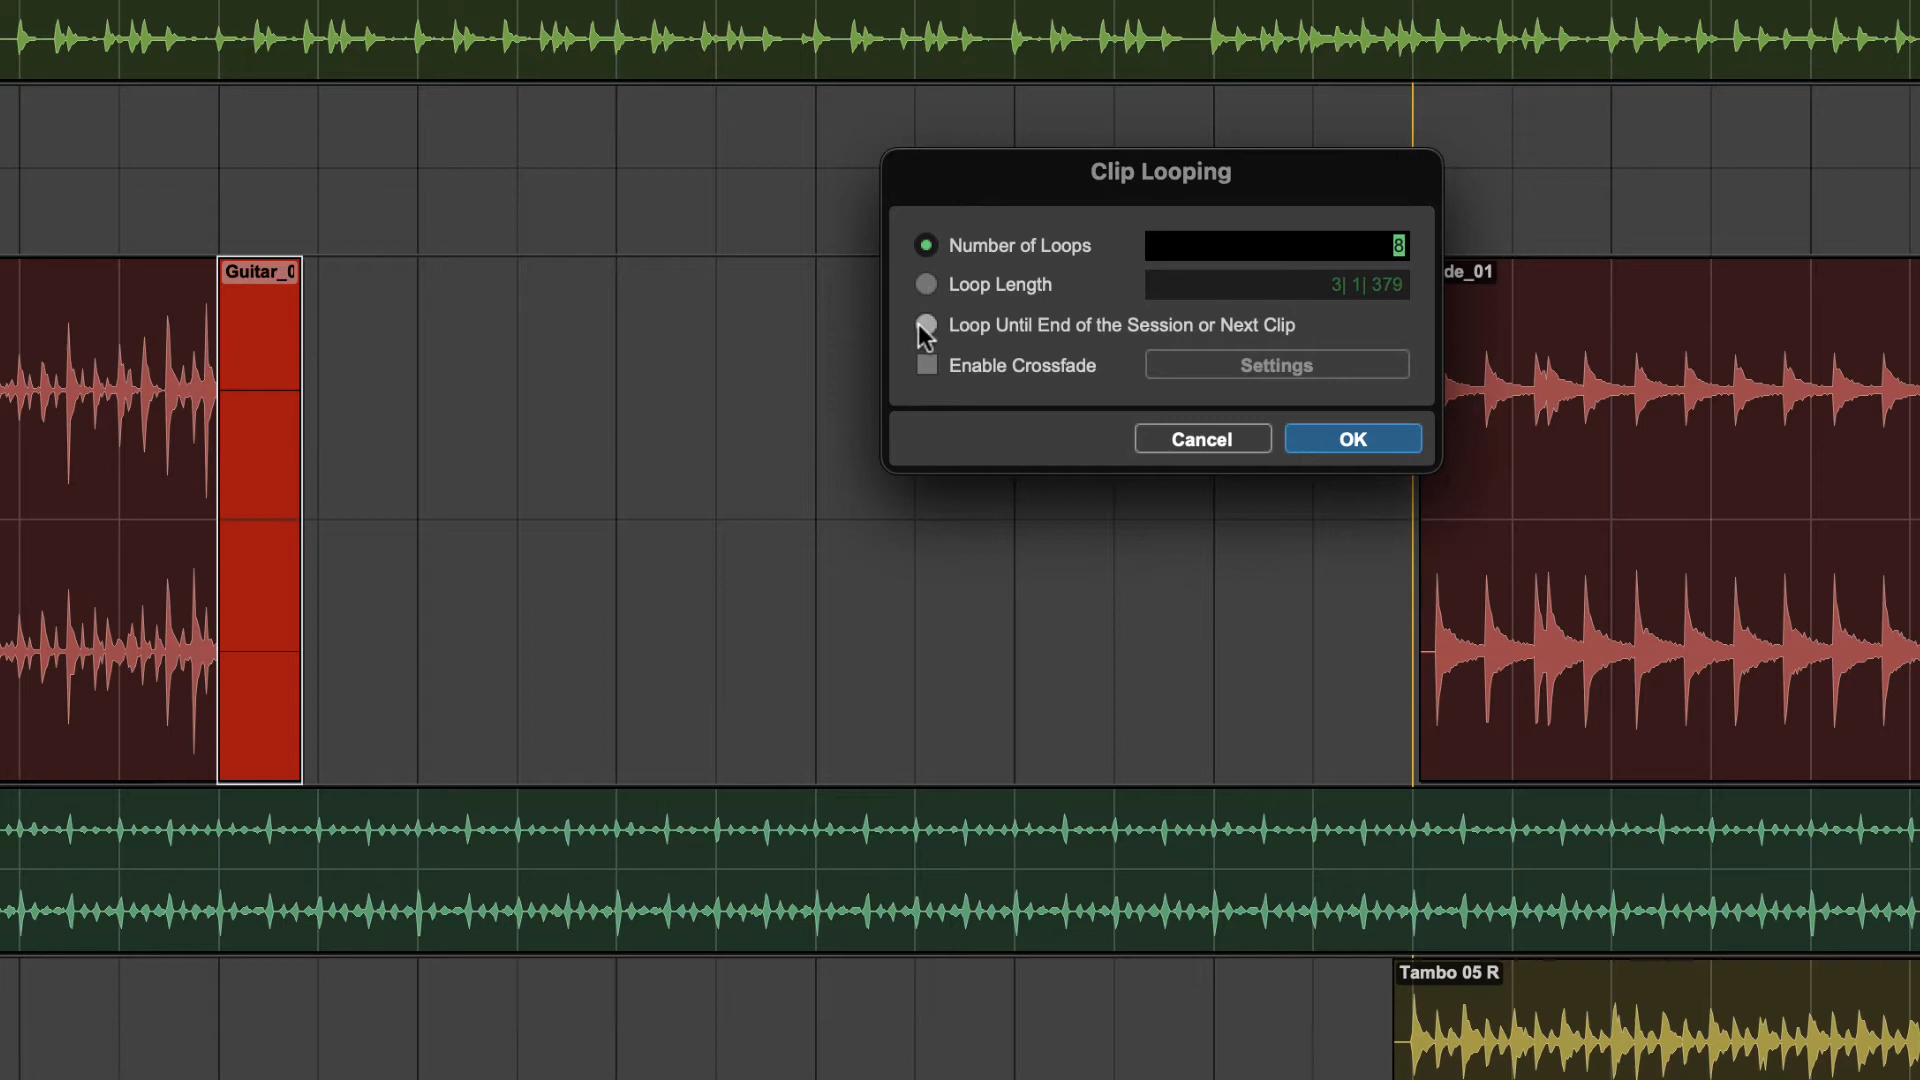 Clip Looping
Number of Loops 8
Loop Length 3| 1| 379
Loop Until End of the Session or Next Clip
Enable Crossfade Settings
Cancel OK
Guitar_0
de_01
Tambo 05 R